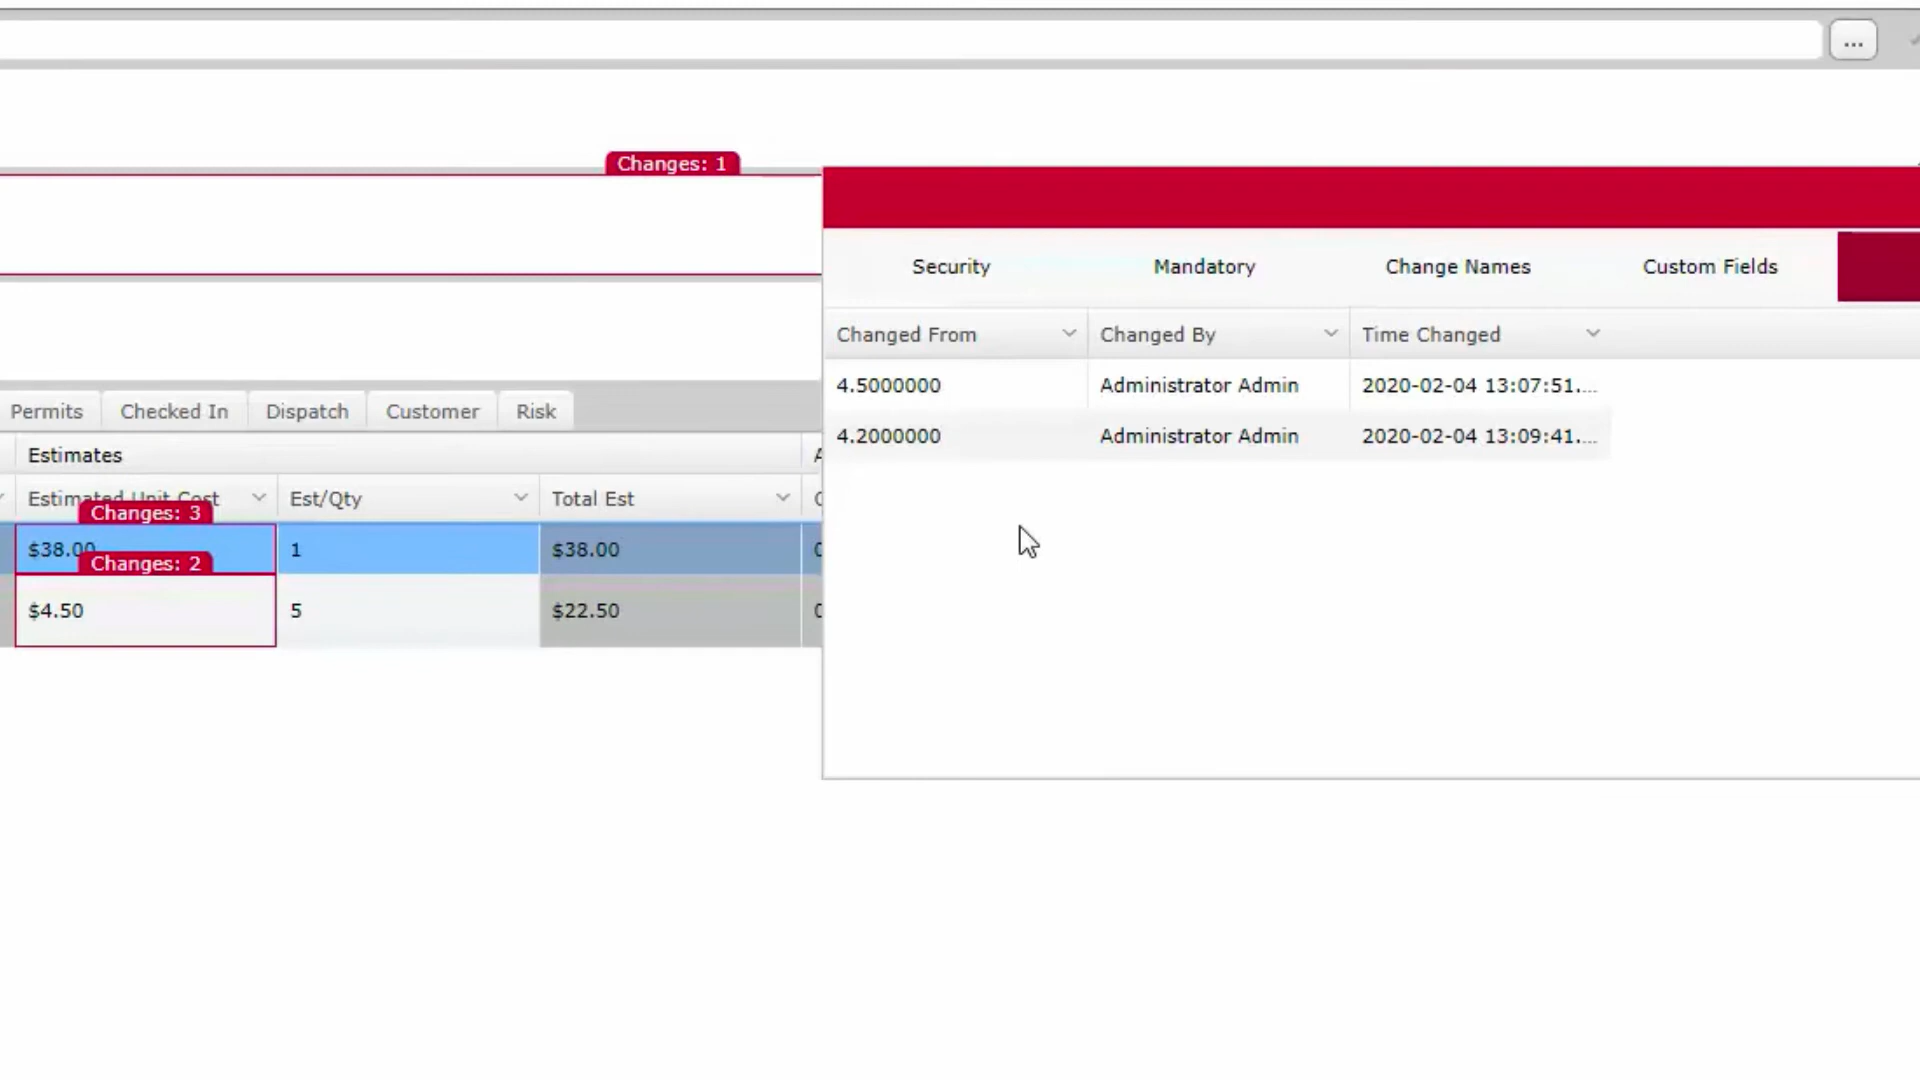 ...
Changes: 1
Security Mandatory Change Names Custom Fields
Changed From Changed By Time Changed
4.5000000 Administrator Admin 2020-02-04 13:07:51....
4.2000000 Administrator Admin 2020-02-04 13:09:41....
Permits Checked In Dispatch Customer Risk
Estimates
Estimated Unit Cost Est/Qty Total Est
Changes: 3
$38.00 1 $38.00
Changes: 2
$4.50 5 $22.50